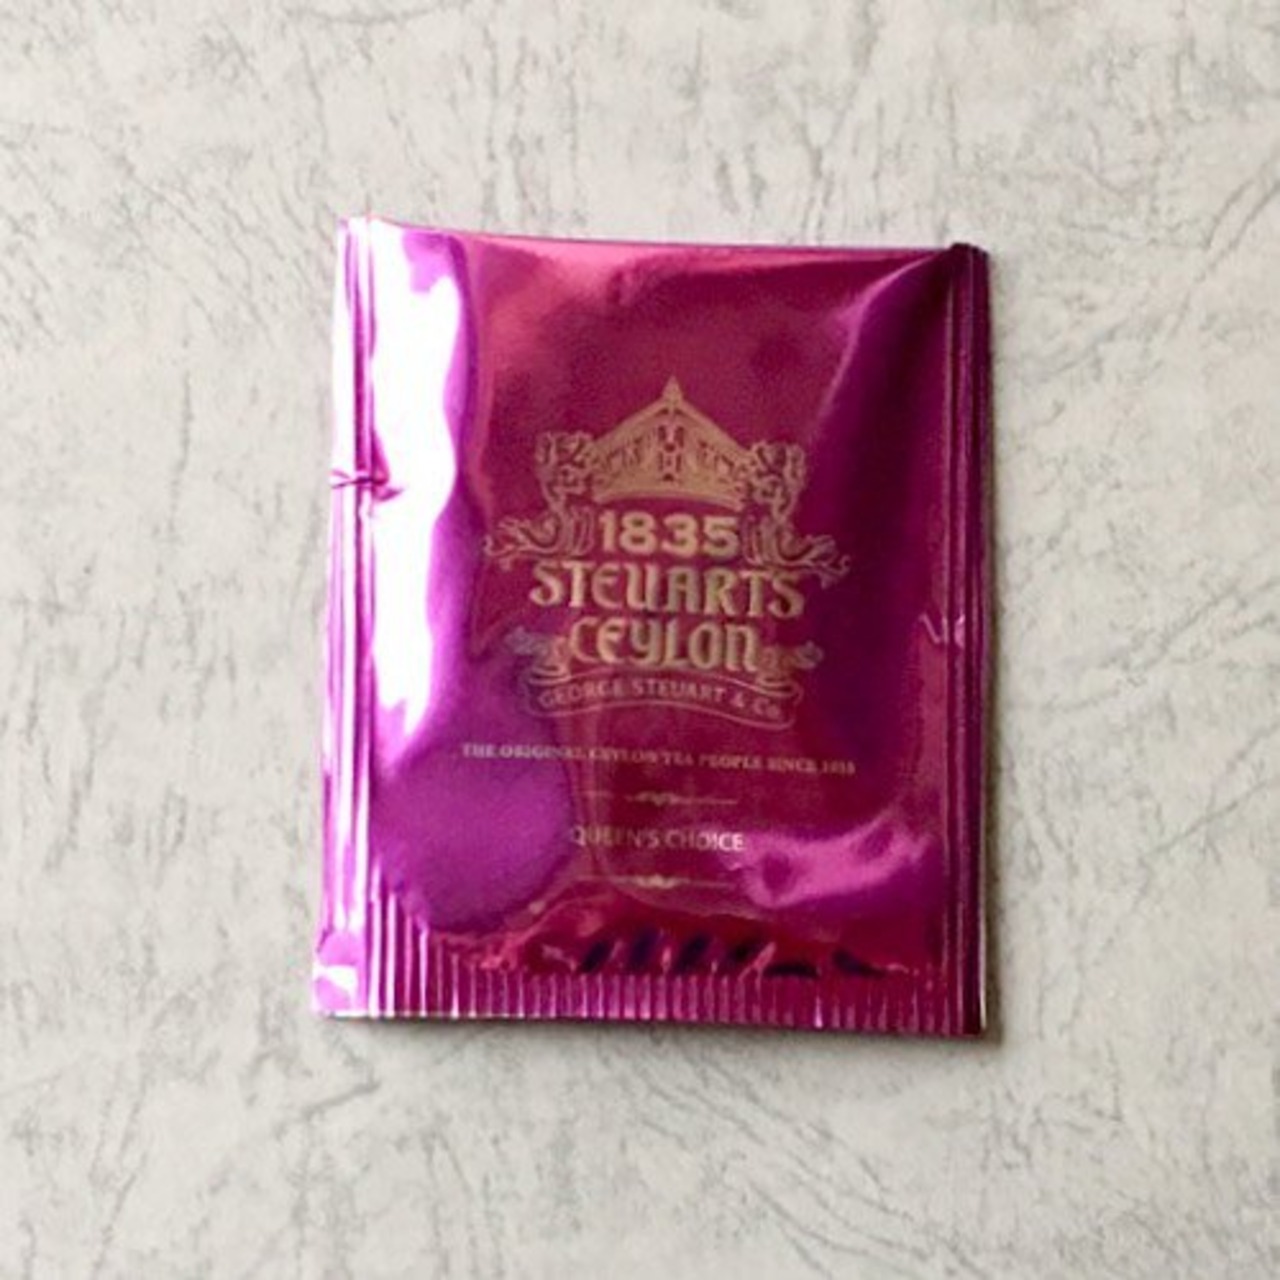 1835
STEUARTS
CEYLON
GEORGE STEUART & Co.
THE ORIGINAL CEYLON TEA PEOPLE SINCE 1835
QUEEN'S CHOICE